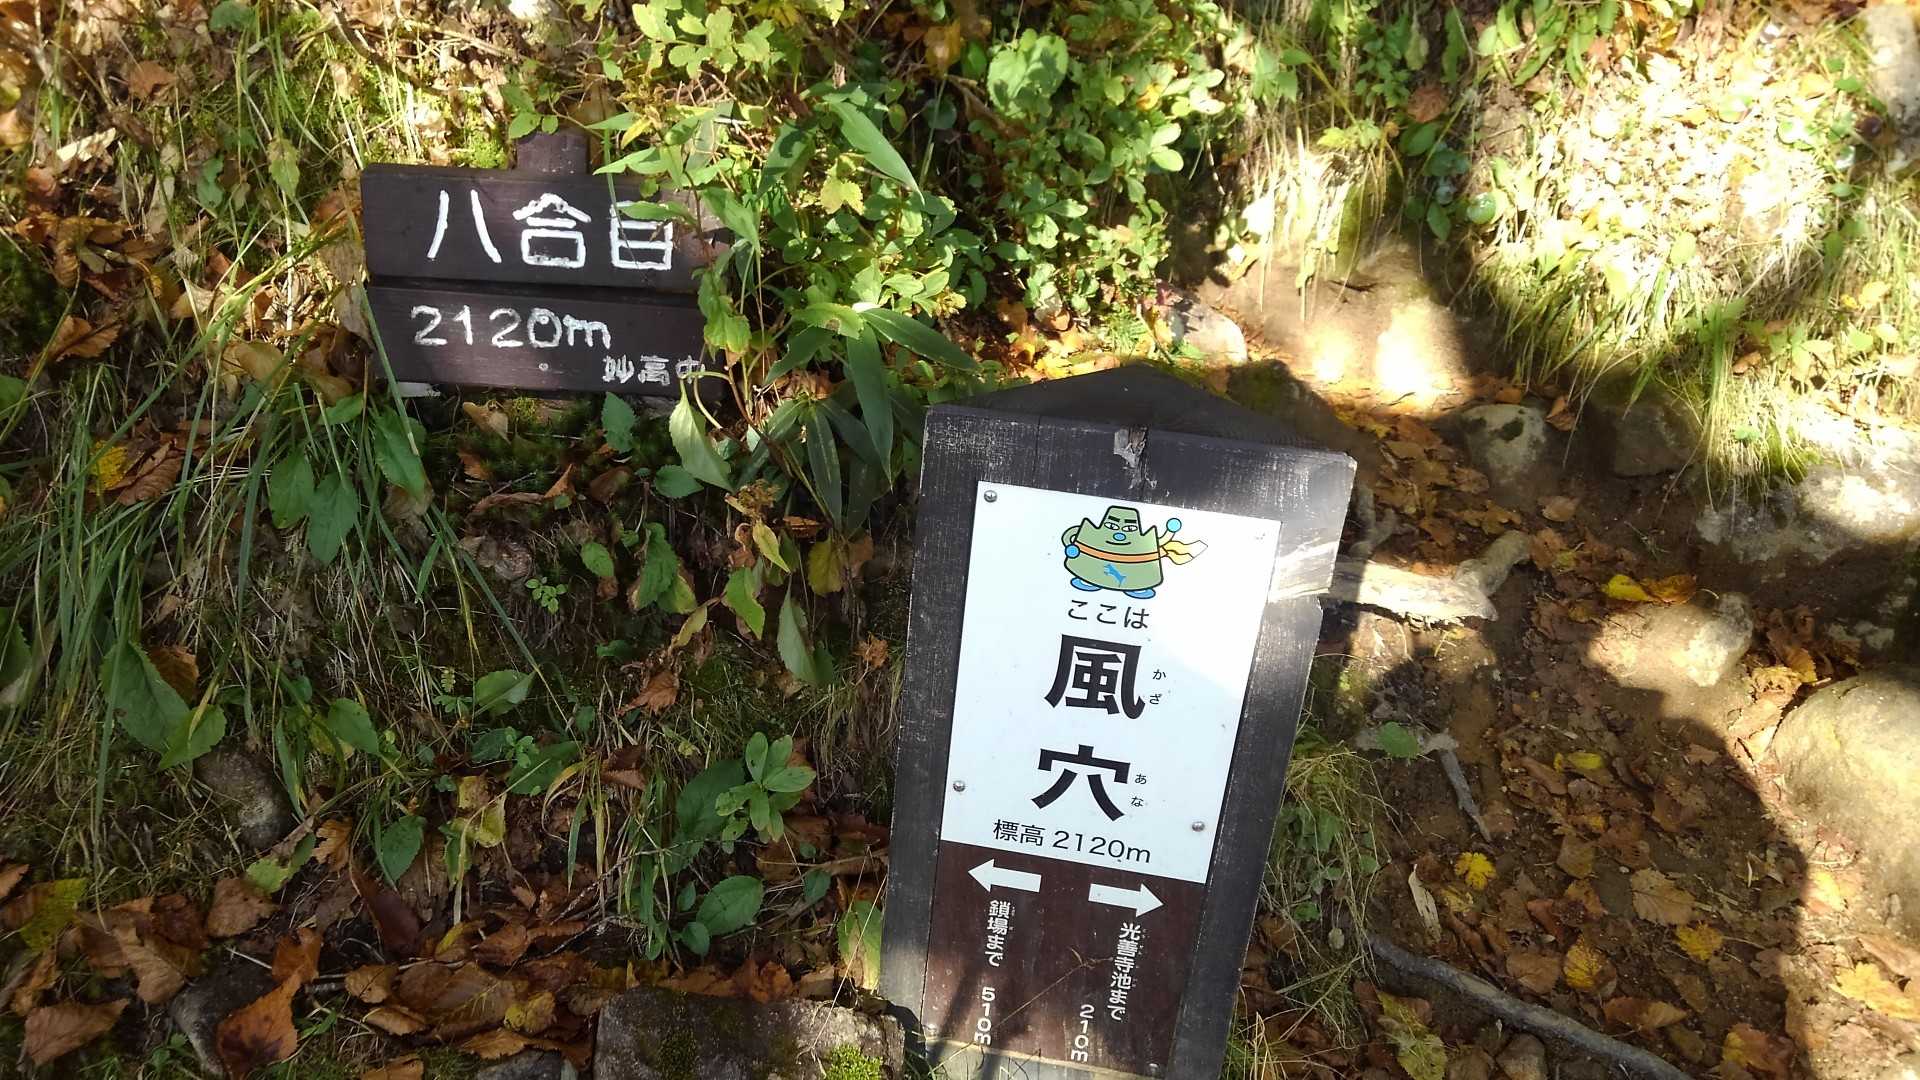 八合目
2120m
妙高中
ここは
風穴
かざ
あな
標高 2120m
鎖場まで 510m
光善寺池まで 210m